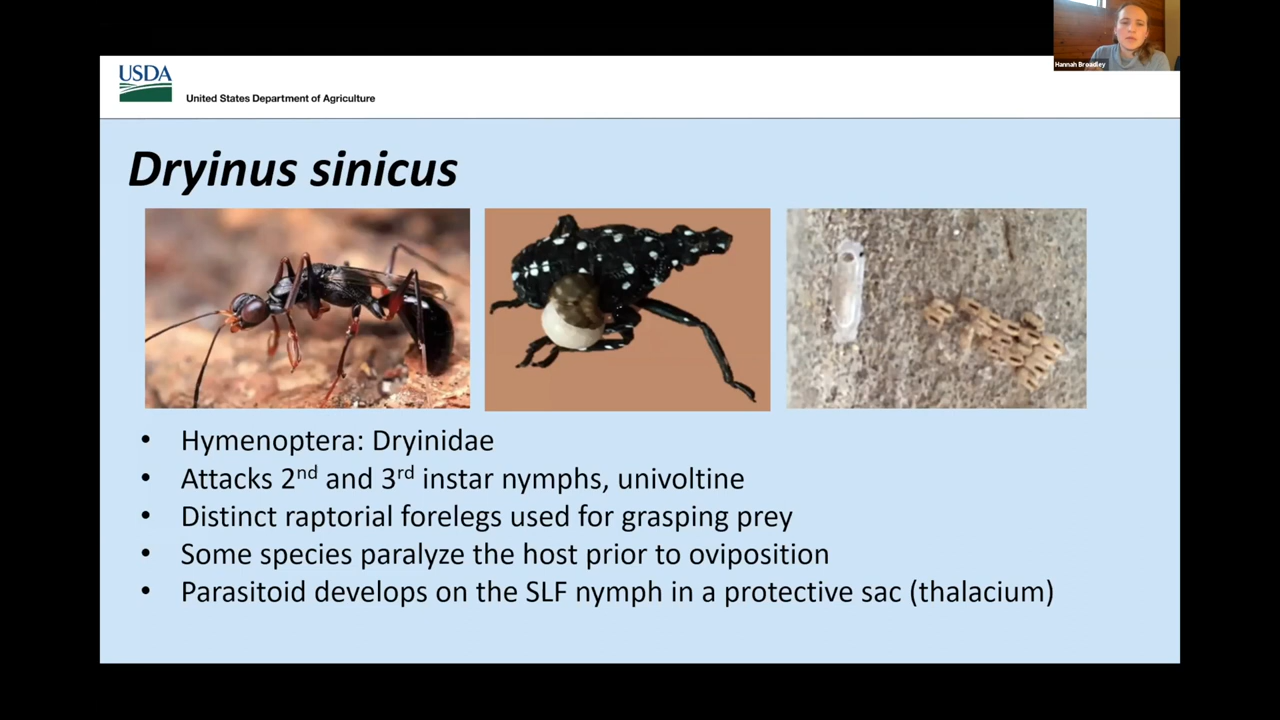 Hannah Broadley
USDA
United States Department of Agriculture
Dryinus sinicus
• Hymenoptera: Dryinidae
• Attacks 2nd and 3rd instar nymphs, univoltine
• Distinct raptorial forelegs used for grasping prey
• Some species paralyze the host prior to oviposition
• Parasitoid develops on the SLF nymph in a protective sac (thalacium)